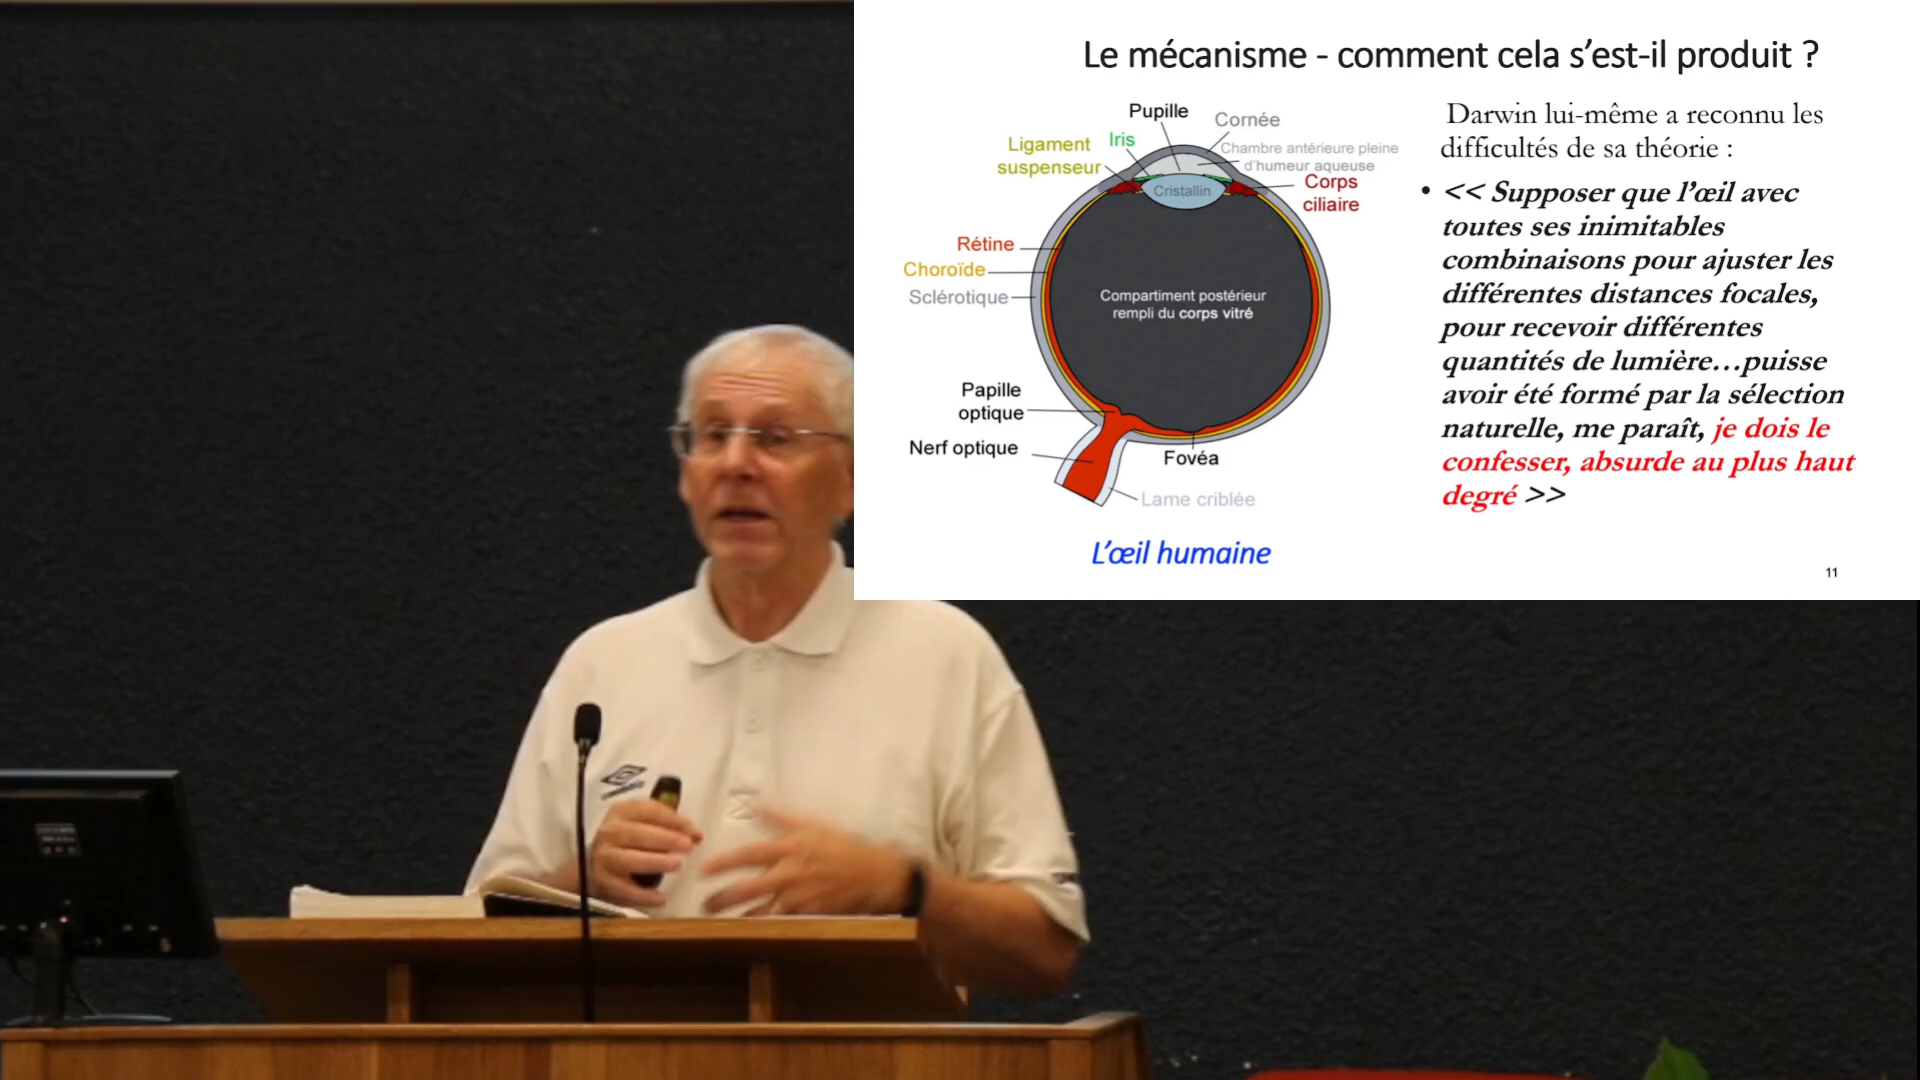 Le mécanisme - comment cela s’est-il produit ?
Pupille
Cornée
Iris
Ligament
suspenseur
Chambre antérieure pleine
d’humeur aqueuse
Corps
ciliaire
Cristallin
Rétine
Choroïde
Sclérotique
Compartiment postérieur
rempli du corps vitré
Papille
optique
Nerf optique
Fovéa
Lame criblée
L’œil humaine
Darwin lui-même a reconnu les
difficultés de sa théorie :
• << Supposer que l’œil avec
toutes ses inimitables
combinaisons pour ajuster les
différentes distances focales,
pour recevoir différentes
quantités de lumière…puisse
avoir été formé par la sélection
naturelle, me paraît, je dois le
confesser, absurde au plus haut
degré >>
11